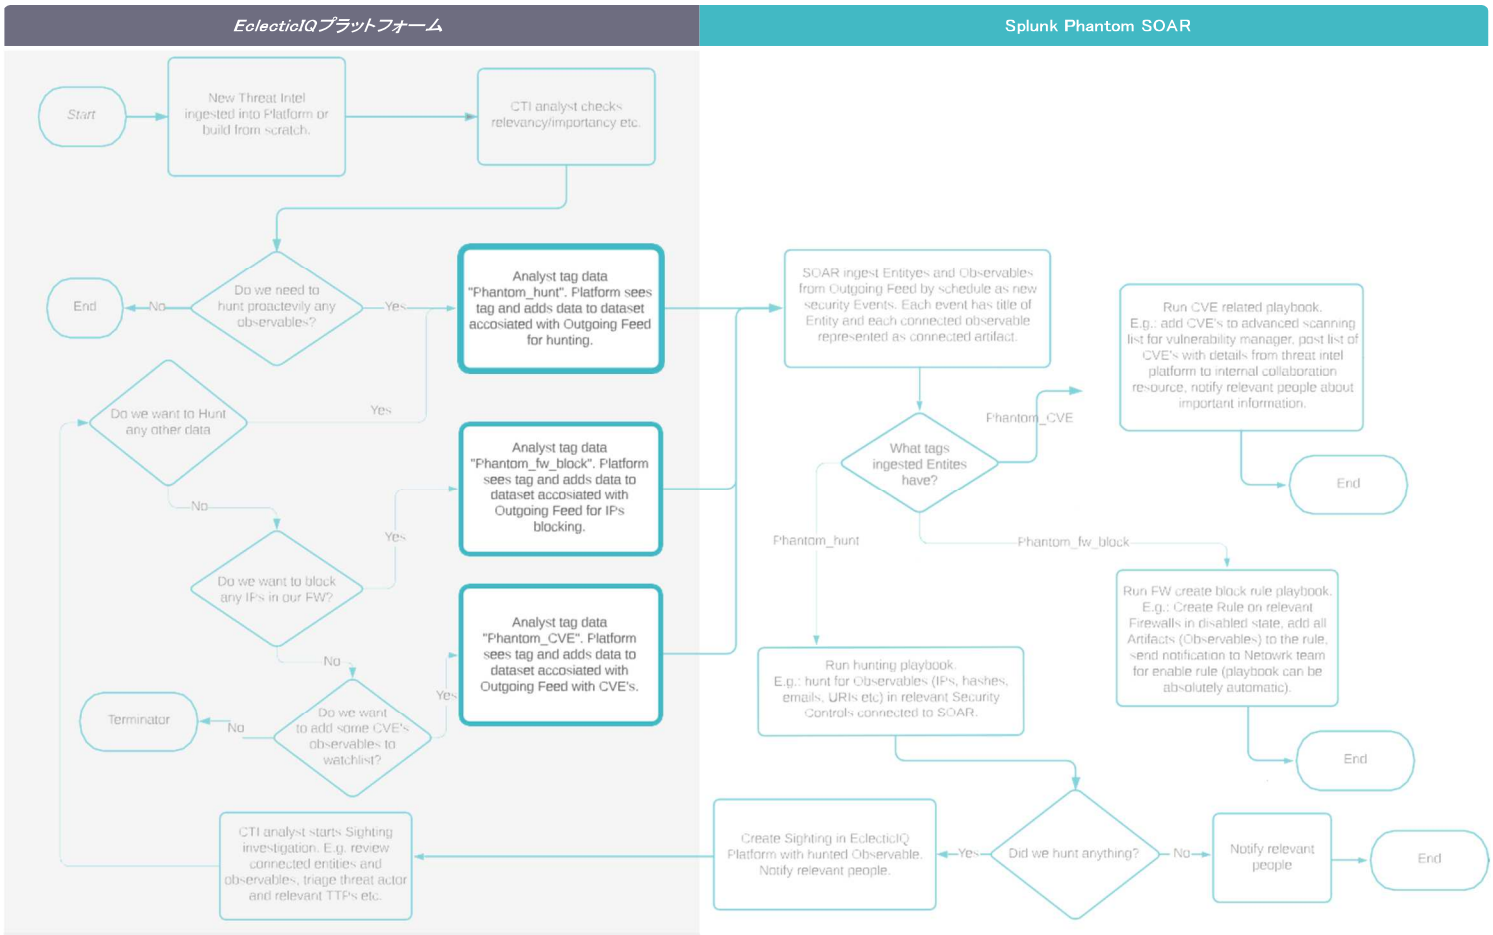 EclecticIQプラットフォーム
Splunk Phantom SOAR
Start
New Threat Intel
ingested into Platform or
build from scratch.
CTI analyst checks
relevancy/importancy etc.
Do we need to
hunt proactevily any
observables?
No
End
Yes
Analyst tag data
"Phantom_hunt". Platform sees
tag and adds data to dataset
accosiated with Outgoing Feed
for hunting.
Do we want to Hunt
any other data
Yes
No
Analyst tag data
"Phantom_fw_block". Platform
sees tag and adds data to
dataset accosiated with
Outgoing Feed for IPs
blocking.
Do we want to block
any IPs in our FW?
Yes
No
Analyst tag data
"Phantom_CVE". Platform
sees tag and adds data to
dataset accosiated with
Outgoing Feed with CVE's.
Do we want
to add some CVE's
observables to
watchlist?
Yes
No
Terminator
CTI analyst starts Sighting
investigation. E.g. review
connected entities and
observables, triage threat actor
and relevant TTPs etc.
SOAR ingest Entityes and Observables
from Outgoing Feed by schedule as new
security Events. Each event has title of
Entity and each connected observable
represented as connected artifact.
What tags
ingested Entites
have?
Phantom_CVE
Run CVE related playbook.
E.g.: add CVE's to advanced scanning
list for vulnerability manager, post list of
CVE's with details from threat intel
platform to internal collaboration
resource, notify relevant people about
important information.
End
Phantom_hunt
Phantom_fw_block
Run FW create block rule playbook.
E.g.: Create Rule on relevant
Firewalls in disabled state, add all
Artifacts (Observables) to the rule,
send notification to Netowrk team
for enable rule (playbook can be
absolutely automatic).
End
Run hunting playbook.
E.g.: hunt for Observables (IPs, hashes,
emails, URIs etc) in relevant Security
Controls connected to SOAR.
Did we hunt anything?
Yes
Create Sighting in EclecticIQ
Platform with hunted Observable.
Notify relevant people.
No
Notify relevant
people
End